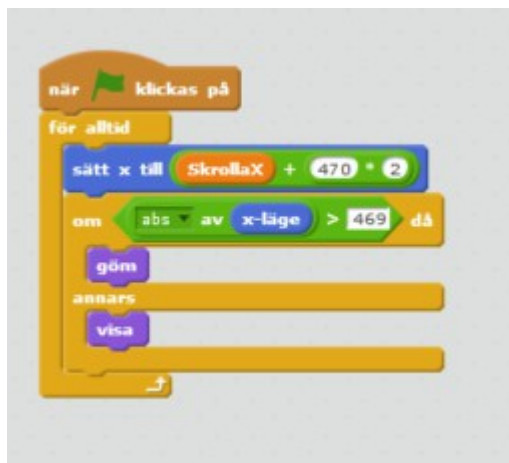 när klickas på
för alltid
sätt x till SkrollaX + 470 * 2
om abs av x-läge > 469 då
göm
annars
visa